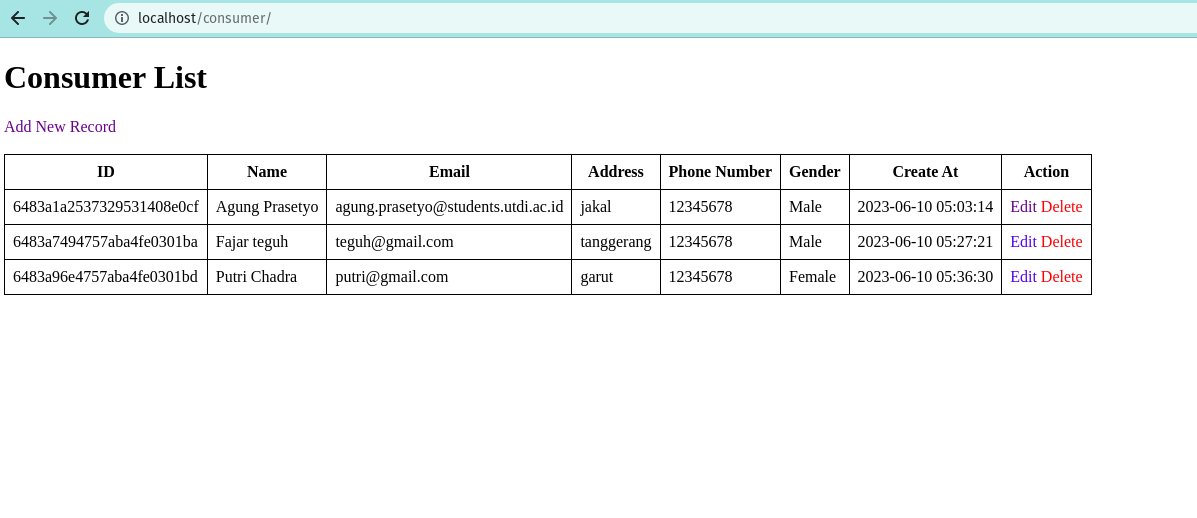 localhost/consumer/
Consumer List
Add New Record
ID Name Email Address Phone Number Gender Create At Action
6483a1a2537329531408e0cf Agung Prasetyo agung.prasetyo@students.utdi.ac.id jakal 12345678 Male 2023-06-10 05:03:14 Edit Delete
6483a7494757aba4fe0301ba Fajar teguh teguh@gmail.com tanggerang 12345678 Male 2023-06-10 05:27:21 Edit Delete
6483a96e4757aba4fe0301bd Putri Chadra putri@gmail.com garut 12345678 Female 2023-06-10 05:36:30 Edit Delete